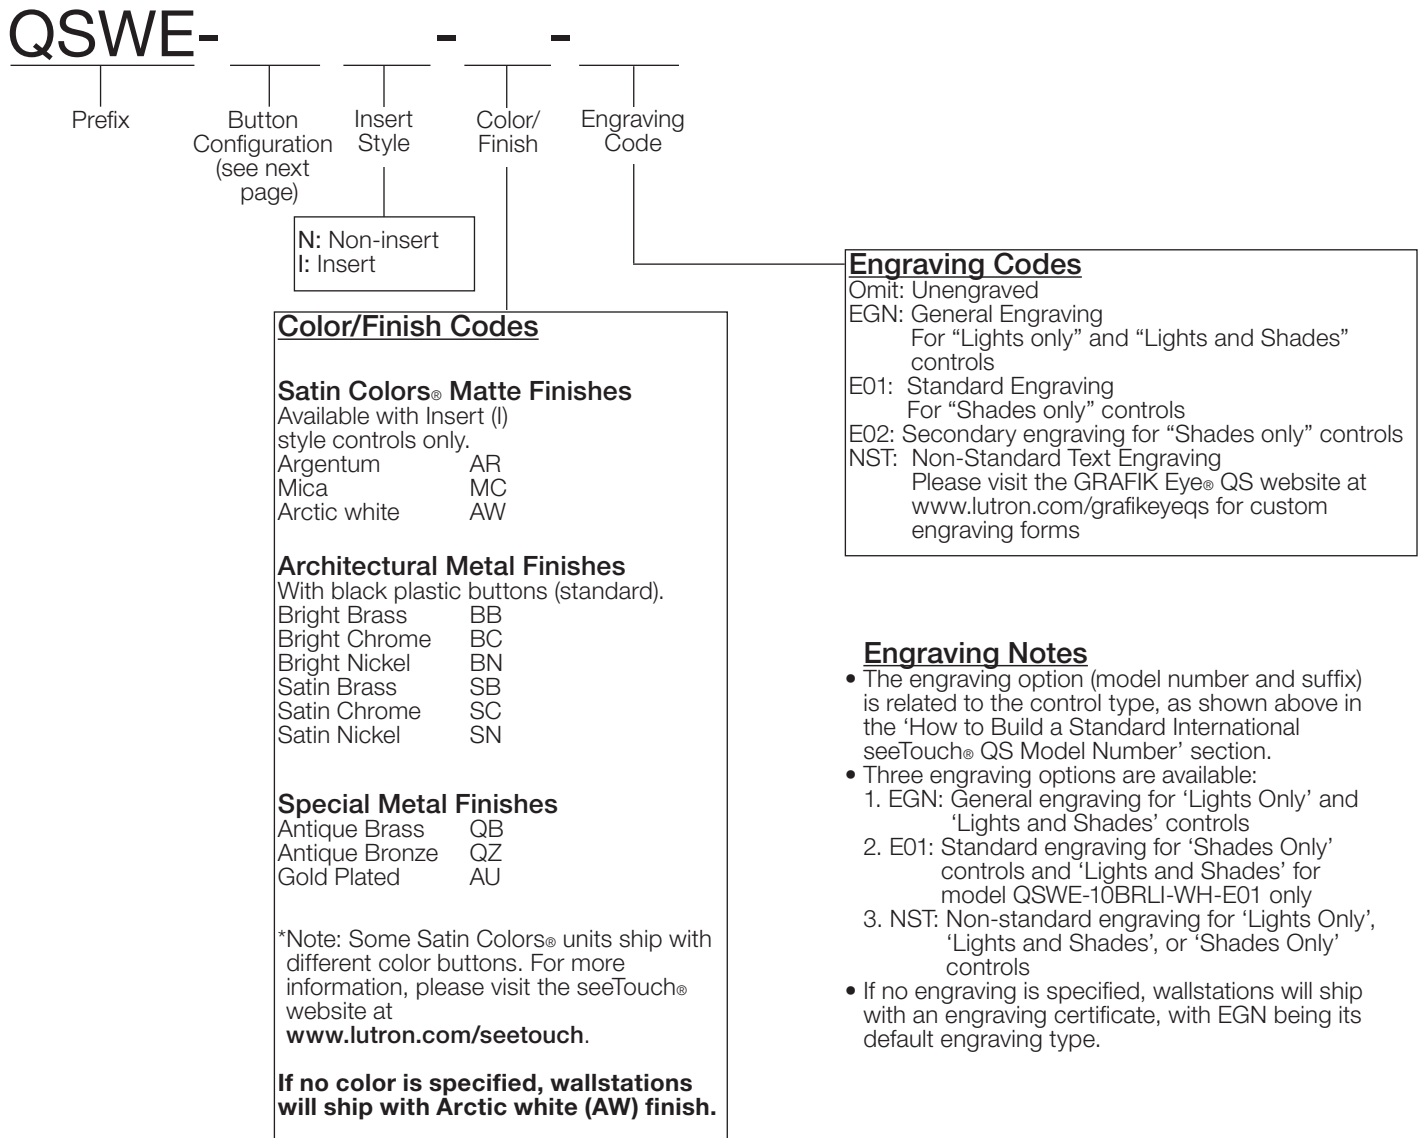 QSWE-          -     -
Prefix
Button
Configuration
(see next
page)
Insert
Style
Color/
Finish
Engraving
Code
N: Non-insert
I: Insert
Color/Finish Codes
Satin Colors® Matte Finishes
Available with Insert (I)
style controls only.
Argentum AR
Mica MC
Arctic white AW
Architectural Metal Finishes
With black plastic buttons (standard).
Bright Brass BB
Bright Chrome BC
Bright Nickel BN
Satin Brass SB
Satin Chrome SC
Satin Nickel SN
Special Metal Finishes
Antique Brass QB
Antique Bronze QZ
Gold Plated AU
*Note: Some Satin Colors® units ship with
different color buttons. For more
information, please visit the seeTouch®
website at
www.lutron.com/seetouch.
If no color is specified, wallstations
will ship with Arctic white (AW) finish.
Engraving Codes
Omit: Unengraved
EGN: General Engraving
For “Lights only” and “Lights and Shades”
controls
E01: Standard Engraving
For “Shades only” controls
E02: Secondary engraving for “Shades only” controls
NST: Non-Standard Text Engraving
Please visit the GRAFIK Eye® QS website at
www.lutron.com/grafikeyeqs for custom
engraving forms
Engraving Notes
• The engraving option (model number and suffix)
is related to the control type, as shown above in
the ‘How to Build a Standard International
seeTouch® QS Model Number’ section.
• Three engraving options are available:
1. EGN: General engraving for ‘Lights Only’ and
‘Lights and Shades’ controls
2. E01: Standard engraving for ‘Shades Only’
controls and ‘Lights and Shades’ for
model QSWE-10BRLI-WH-E01 only
3. NST: Non-standard engraving for ‘Lights Only’,
‘Lights and Shades’, or ‘Shades Only’
controls
• If no engraving is specified, wallstations will ship
with an engraving certificate, with EGN being its
default engraving type.